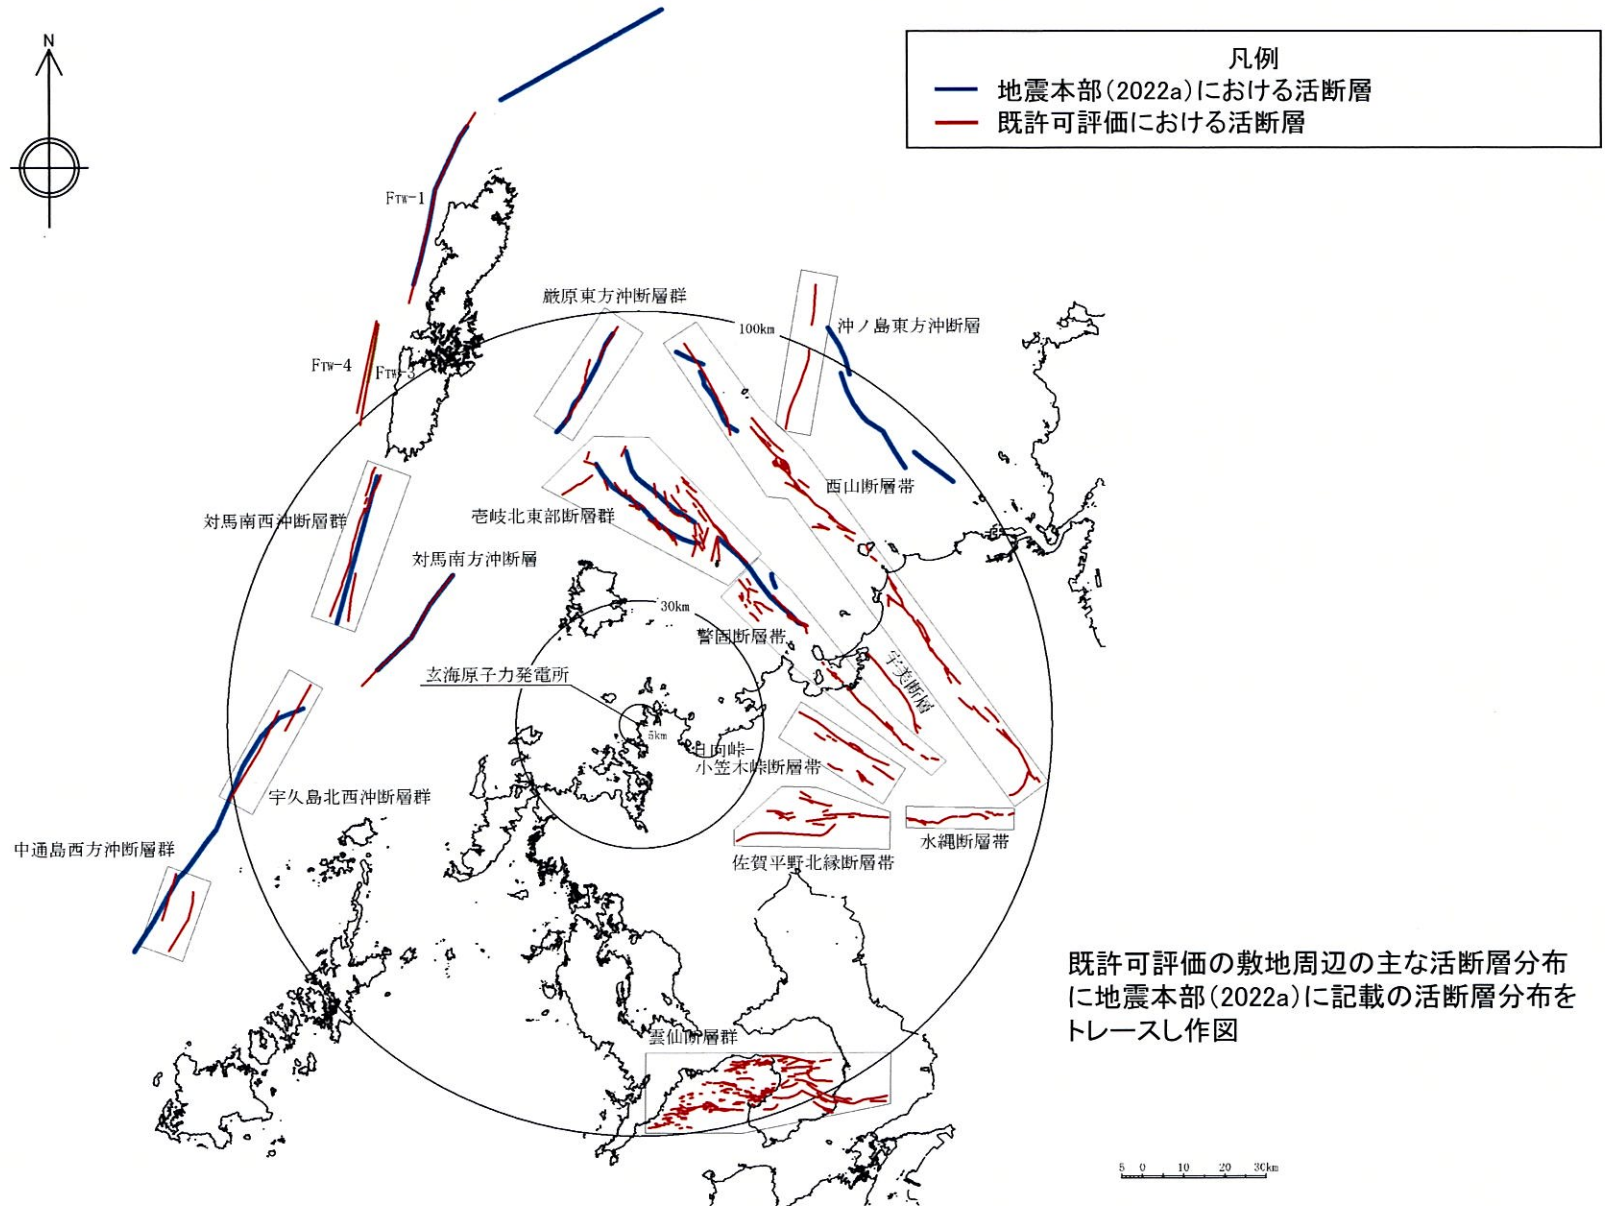 N
凡例
地震本部(2022a)における活断層
既許可評価における活断層
FTW-1
厳原東方沖断層群
100km
沖ノ島東方沖断層
FTW-4
FTW-3
西山断層帯
対馬南西沖断層群
壱岐北東部断層群
対馬南方沖断層
30km
警固断層帯
宇美断層
玄海原子力発電所
5km
日向峠-
小笠木峠断層帯
宇久島北西沖断層群
水縄断層帯
中通島西方沖断層群
佐賀平野北縁断層帯
既許可評価の敷地周辺の主な活断層分布
に地震本部(2022a)に記載の活断層分布を
トレースし作図
雲仙断層群
5 0 10 20 30km